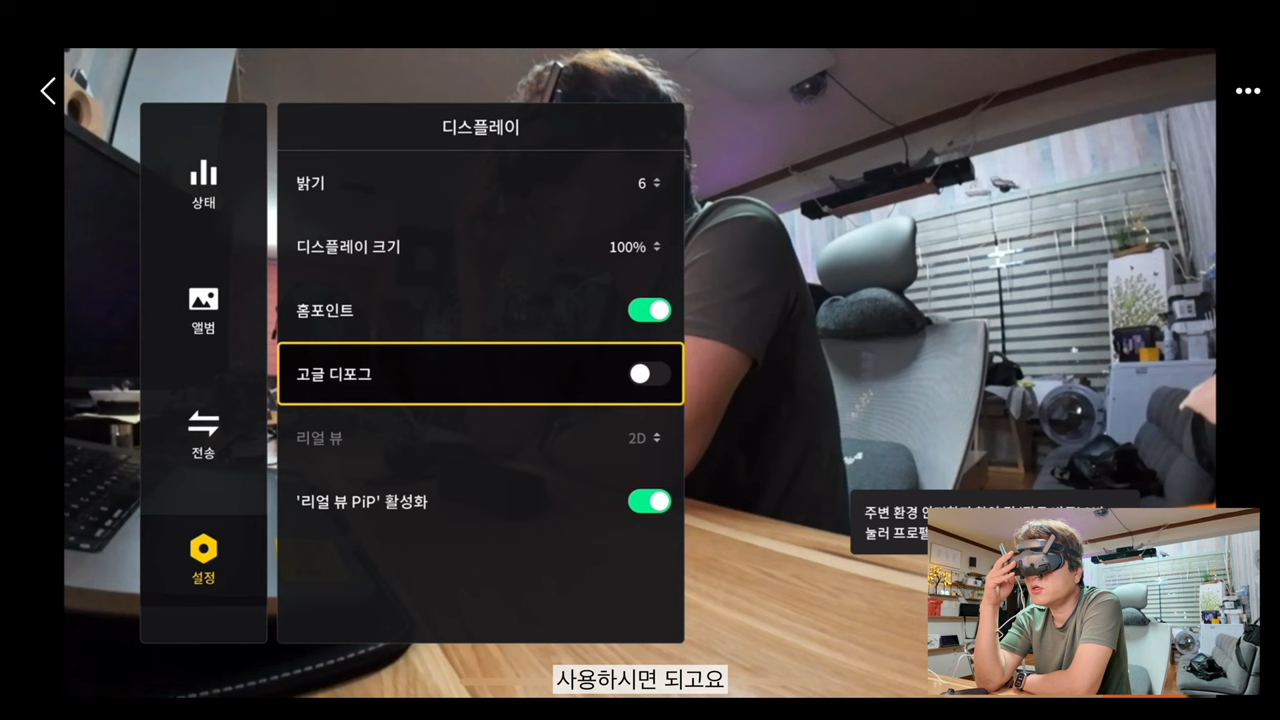 디스플레이
상태
앨범
전송
설정
밝기
6
디스플레이 크기
100%
홈포인트
고글 디포그
리얼 뷰
2D
'리얼 뷰 PiP' 활성화
주변 환경
눌러
사용하시면 되고요